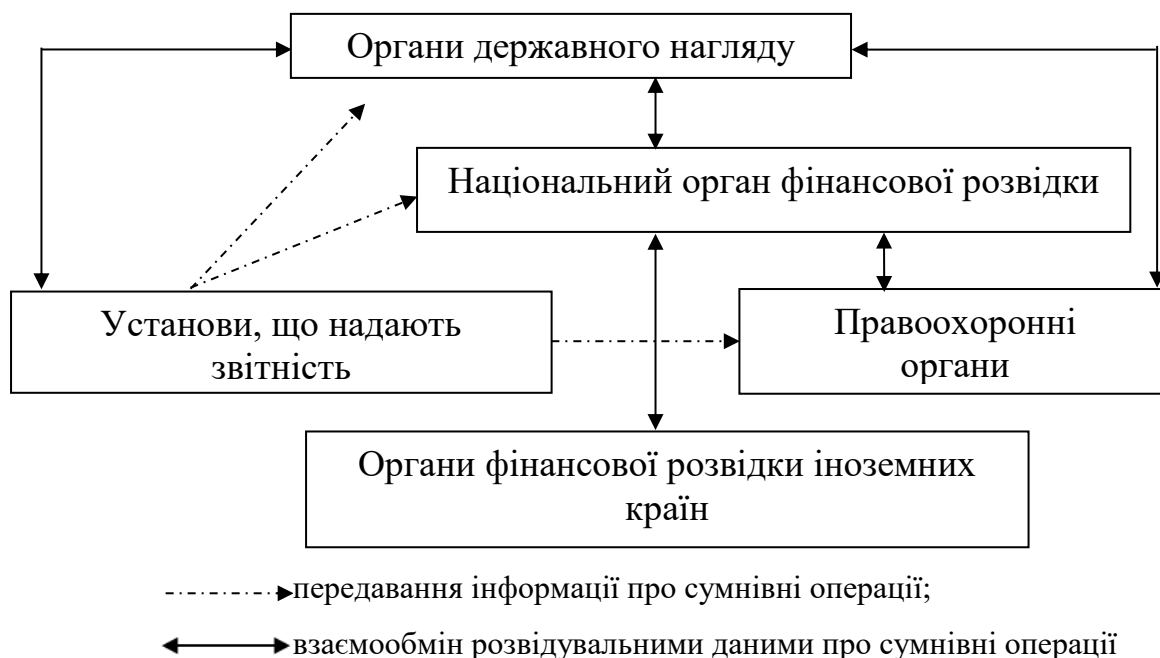 Органи державного нагляду
Національний орган фінансової розвідки
Установи, що надають
звітність
Правоохоронні
органи
Органи фінансової розвідки іноземних
країн
передавання інформації про сумнівні операції;
взаємообмін розвідувальними даними про сумнівні операції